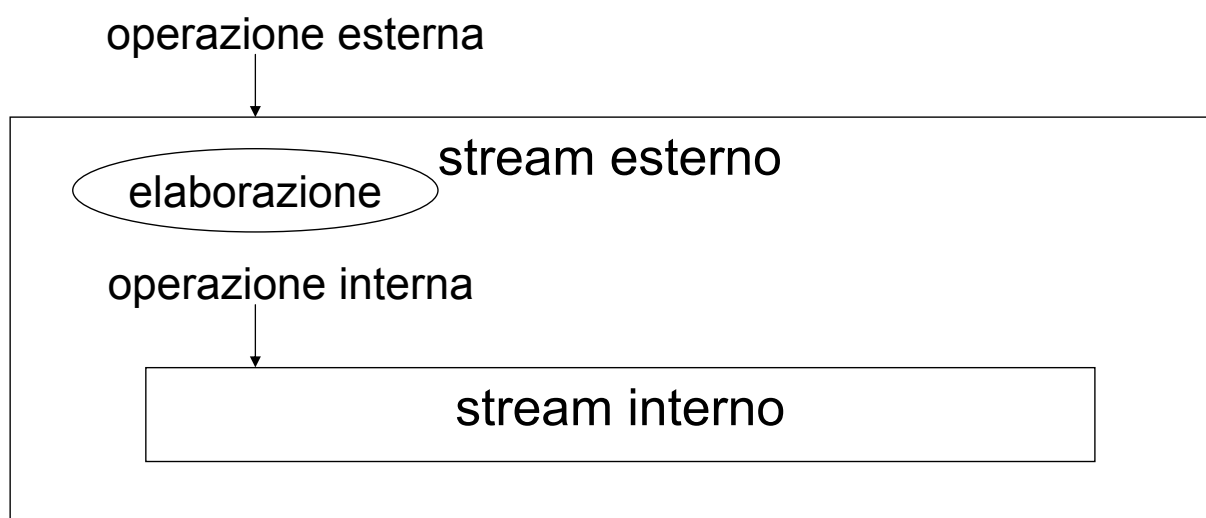 operazione esterna
stream esterno
elaborazione
operazione interna
stream interno